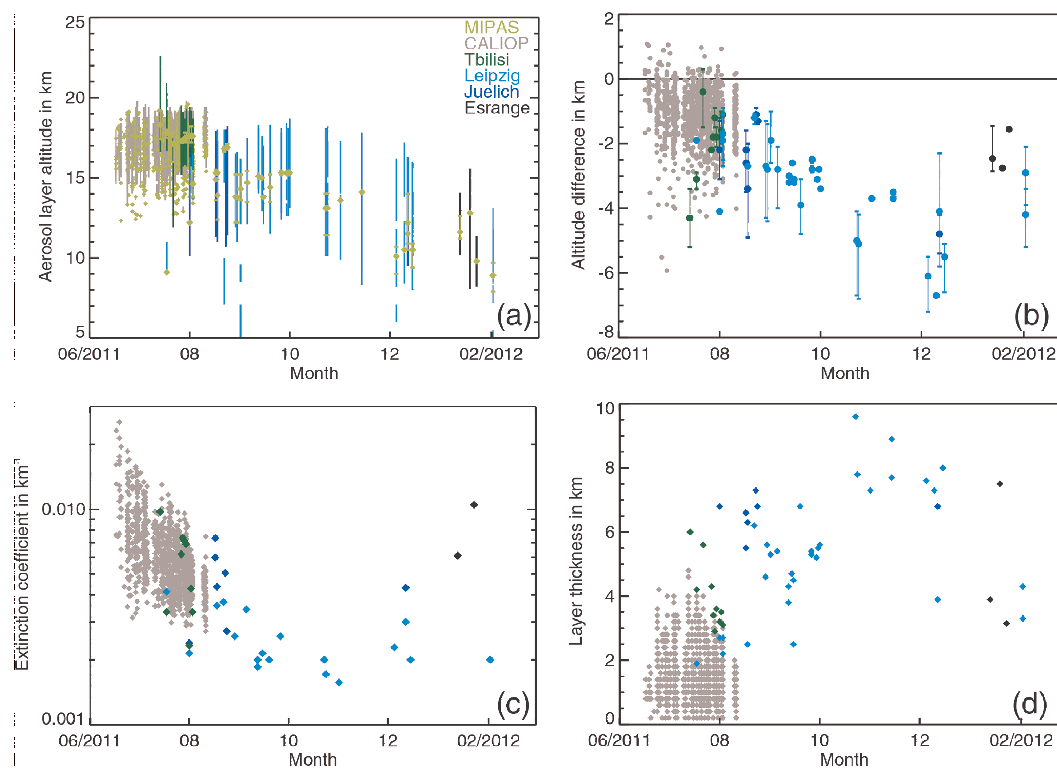 25
20
15
10
5
Aerosol layer altitude in km
MIPAS
CALIOP
Tbilisi
Leipzig
Juelich
Esrange
(a)
06/2011
08
10
12
02/2012
Month
2
0
-2
-4
-6
-8
Altitude difference in km
(b)
06/2011
08
10
12
02/2012
Month
0.010
0.001
Extinction coefficient in km⁻¹
(c)
06/2011
08
10
12
02/2012
Month
10
8
6
4
2
0
Layer thickness in km
(d)
06/2011
08
10
12
02/2012
Month